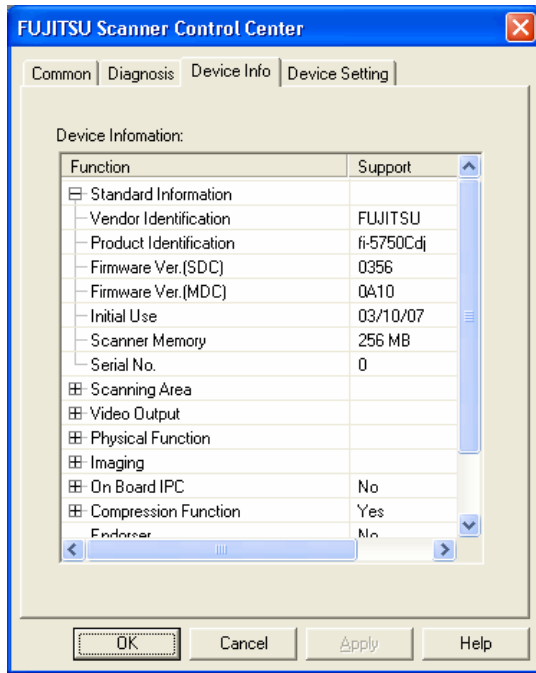 FUJITSU Scanner Control Center
Common Diagnosis Device Info Device Setting
Device Infomation:
Function Support
Standard Information
Vendor Identification FUJITSU
Product Identification fi-5750Cdj
Firmware Ver.(SDC) 0356
Firmware Ver.(MDC) 0A10
Initial Use 03/10/07
Scanner Memory 256 MB
Serial No. 0
Scanning Area
Video Output
Physical Function
Imaging
On Board IPC No
Compression Function Yes
Endorser No
OK Cancel Apply Help